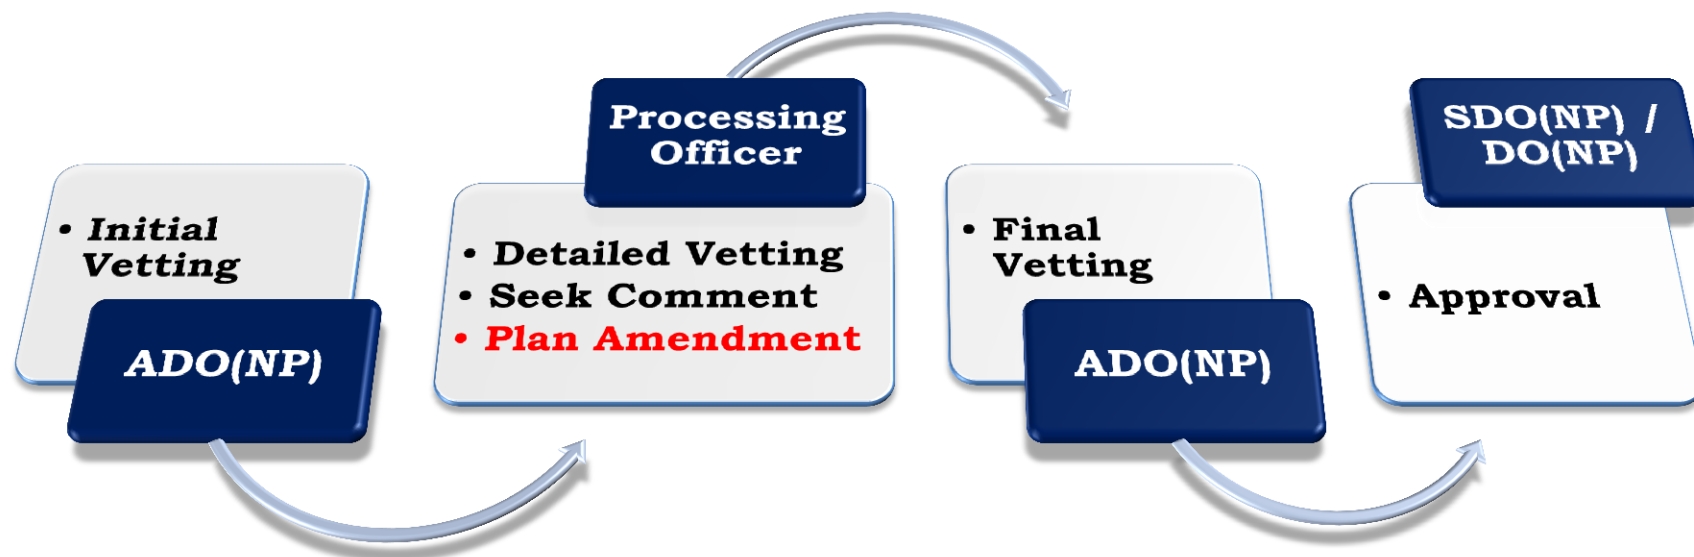 • Initial
Vetting
ADO(NP)
Processing
Officer
• Detailed Vetting
• Seek Comment
• Plan Amendment
• Final
Vetting
ADO(NP)
SDO(NP) /
DO(NP)
• Approval